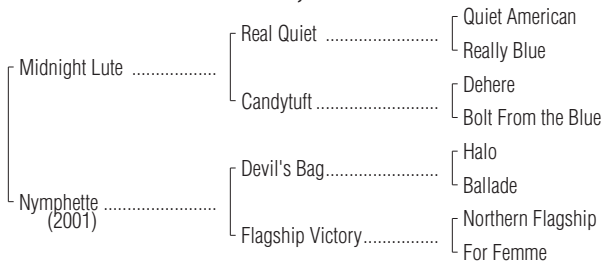 Quiet American
Real Quiet ......................
Really Blue
Midnight Lute .................
Dehere
Candytuft ........................
Bolt From the Blue
Halo
Devil's Bag......................
Ballade
Nymphette ......................
(2001)
Northern Flagship
Flagship Victory...............
For Femme